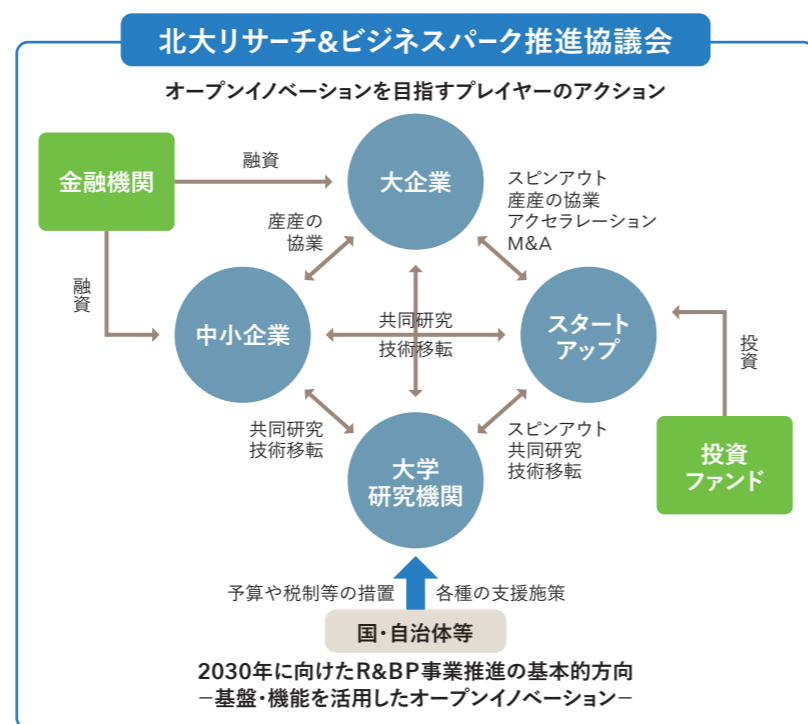 北大リサーチ&ビジネスパーク推進協議会
オープンイノベーションを目指すプレイヤーのアクション
金融機関
融資
大企業
スピンアウト
産産の協業
アクセラレーション
M&A
産産の
協業
融資
中小企業
共同研究
技術移転
スタート
アップ
投資
共同研究
技術移転
大学
研究機関
スピンアウト
共同研究
技術移転
投資
ファンド
予算や税制等の措置
各種の支援施策
国・自治体等
2030年に向けたR&BP事業推進の基本的方向
−基盤・機能を活用したオープンイノベーション−